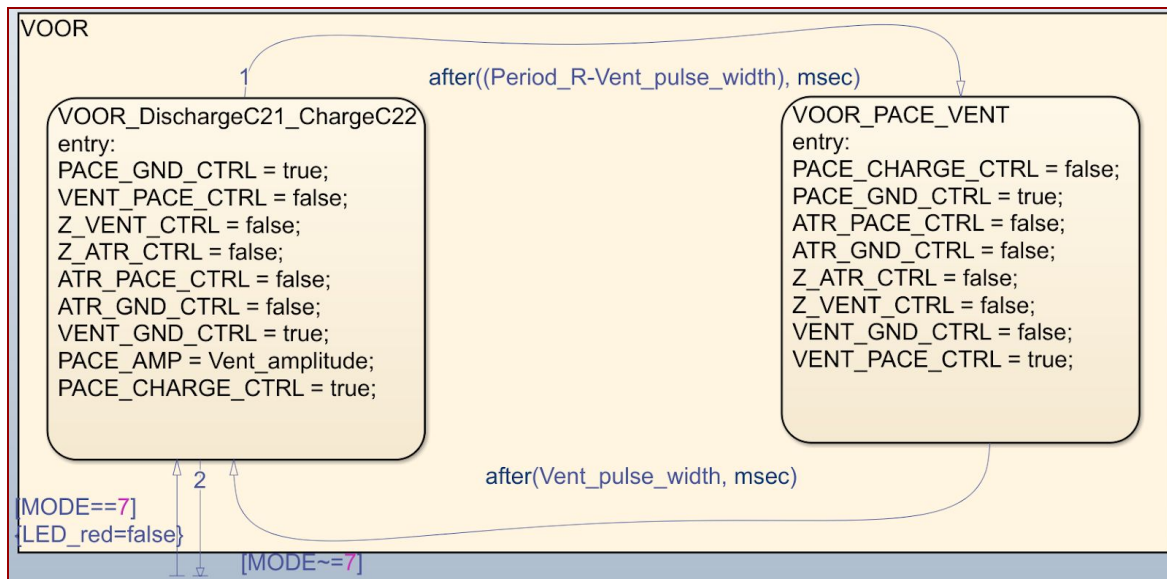 VOOR
1
after((Period_R-Vent_pulse_width), msec)
VOOR_DischargeC21_ChargeC22
entry:
PACE_GND_CTRL = true;
VENT_PACE_CTRL = false;
Z_VENT_CTRL = false;
Z_ATR_CTRL = false;
ATR_PACE_CTRL = false;
ATR_GND_CTRL = false;
VENT_GND_CTRL = true;
PACE_AMP = Vent_amplitude;
PACE_CHARGE_CTRL = true;
VOOR_PACE_VENT
entry:
PACE_CHARGE_CTRL = false;
PACE_GND_CTRL = true;
ATR_PACE_CTRL = false;
ATR_GND_CTRL = false;
Z_ATR_CTRL = false;
Z_VENT_CTRL = false;
VENT_GND_CTRL = false;
VENT_PACE_CTRL = true;
2
after(Vent_pulse_width, msec)
[MODE==7]
{LED_red=false}
[MODE~=7]